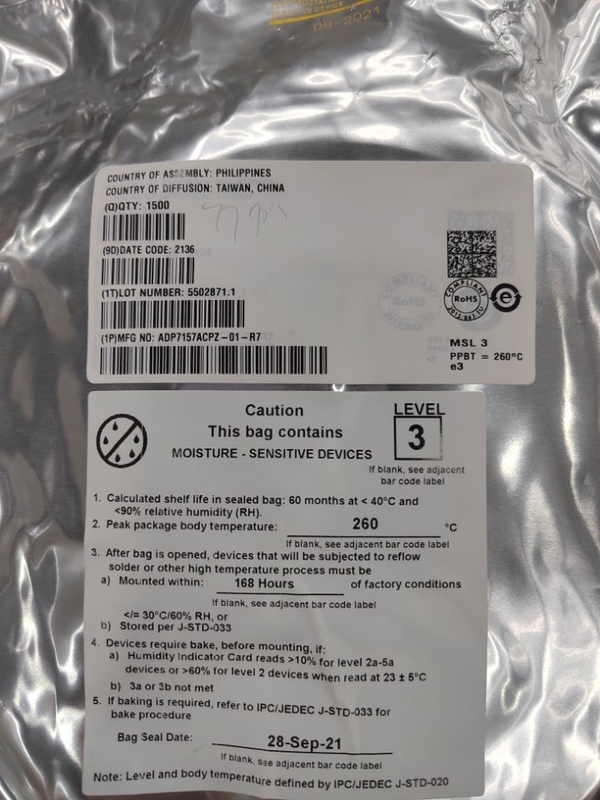 08-2021
COUNTRY OF ASSEMBLY: PHILIPPINES
COUNTRY OF DIFFUSION: TAIWAN, CHINA
(Q)QTY: 1500
(9D)DATE CODE: 2136
(1T)LOT NUMBER: 5502871.1
(1P)MFG NO: ADP7157ACPZ-01-R7
COMPLIANT
RoHS
e
MSL 3
PPBT = 260°C
e3
Caution
This bag contains
MOISTURE - SENSITIVE DEVICES
LEVEL
3
If blank, see adjacent
bar code label
1. Calculated shelf life in sealed bag: 60 months at < 40°C and
<90% relative humidity (RH).
2. Peak package body temperature: 260 °C
If blank, see adjacent bar code label
3. After bag is opened, devices that will be subjected to reflow
solder or other high temperature process must be
a) Mounted within: 168 Hours of factory conditions
If blank, see adjacent bar code label
</= 30°C/60% RH, or
b) Stored per J-STD-033
4. Devices require bake, before mounting, if:
a) Humidity Indicator Card reads >10% for level 2a-5a
devices or >60% for level 2 devices when read at 23 ± 5°C
b) 3a or 3b not met
5. If baking is required, refer to IPC/JEDEC J-STD-033 for
bake procedure
Bag Seal Date: 28-Sep-21
If blank, see adjacent bar code label
Note: Level and body temperature defined by IPC/JEDEC J-STD-020